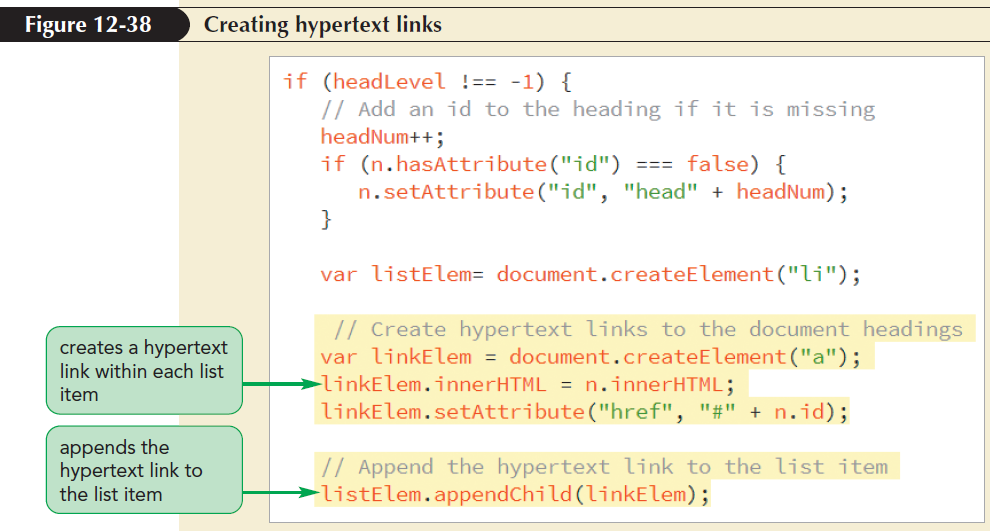 Figure 12-38 Creating hypertext links
if (headLevel !== -1) {
// Add an id to the heading if it is missing
headNum++;
if (n.hasAttribute("id") === false) {
n.setAttribute("id", "head" + headNum);
}
var listElem= document.createElement("li");
// Create hypertext links to the document headings
var linkElem = document.createElement("a");
linkElem.innerHTML = n.innerHTML;
linkElem.setAttribute("href", "#" + n.id);
// Append the hypertext link to the list item
listElem.appendChild(linkElem);
creates a hypertext
link within each list
item
appends the
hypertext link to
the list item